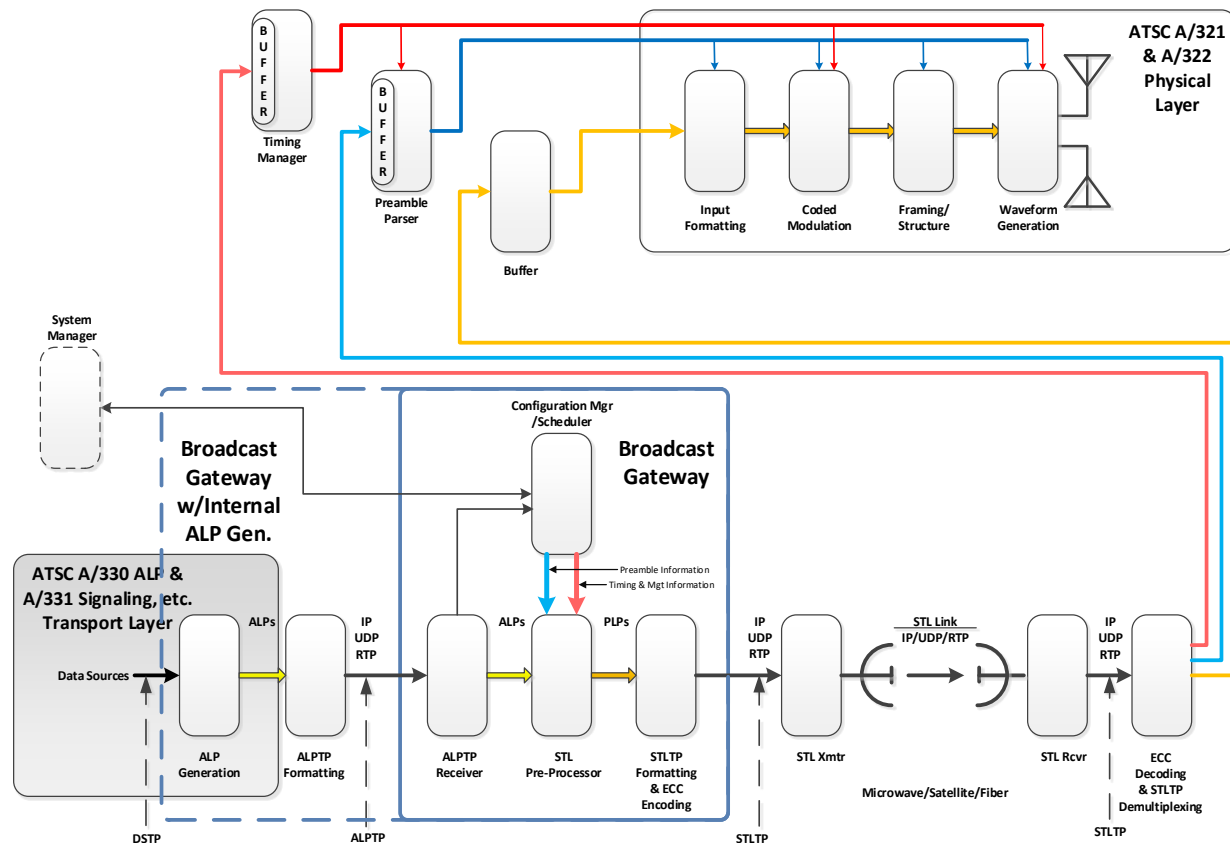 B
U
F
F
E
R
Timing
Manager
B
U
F
F
E
R
Preamble
Parser
Buffer
ATSC A/321
& A/322
Physical
Layer
Input
Formatting
Coded
Modulation
Framing/
Structure
Waveform
Generation
System
Manager
Broadcast
Gateway
w/Internal
ALP Gen.
Configuration Mgr
/Scheduler
Broadcast
Gateway
Preamble Information
Timing & Mgt Information
ATSC A/330 ALP &
A/331 Signaling, etc.
Transport Layer
Data Sources
ALPs
ALP
Generation
ALPTP
Formatting
IP
UDP
RTP
ALPs
PLPs
ALPTP
Receiver
STL
Pre-Processor
STLTP
Formatting
& ECC
Encoding
IP
UDP
RTP
STL Xmtr
STL Link
IP/UDP/RTP
Microwave/Satellite/Fiber
STL Rcvr
IP
UDP
RTP
ECC
Decoding
& STLTP
Demultiplexing
DSTP
ALPTP
STLTP
STLTP